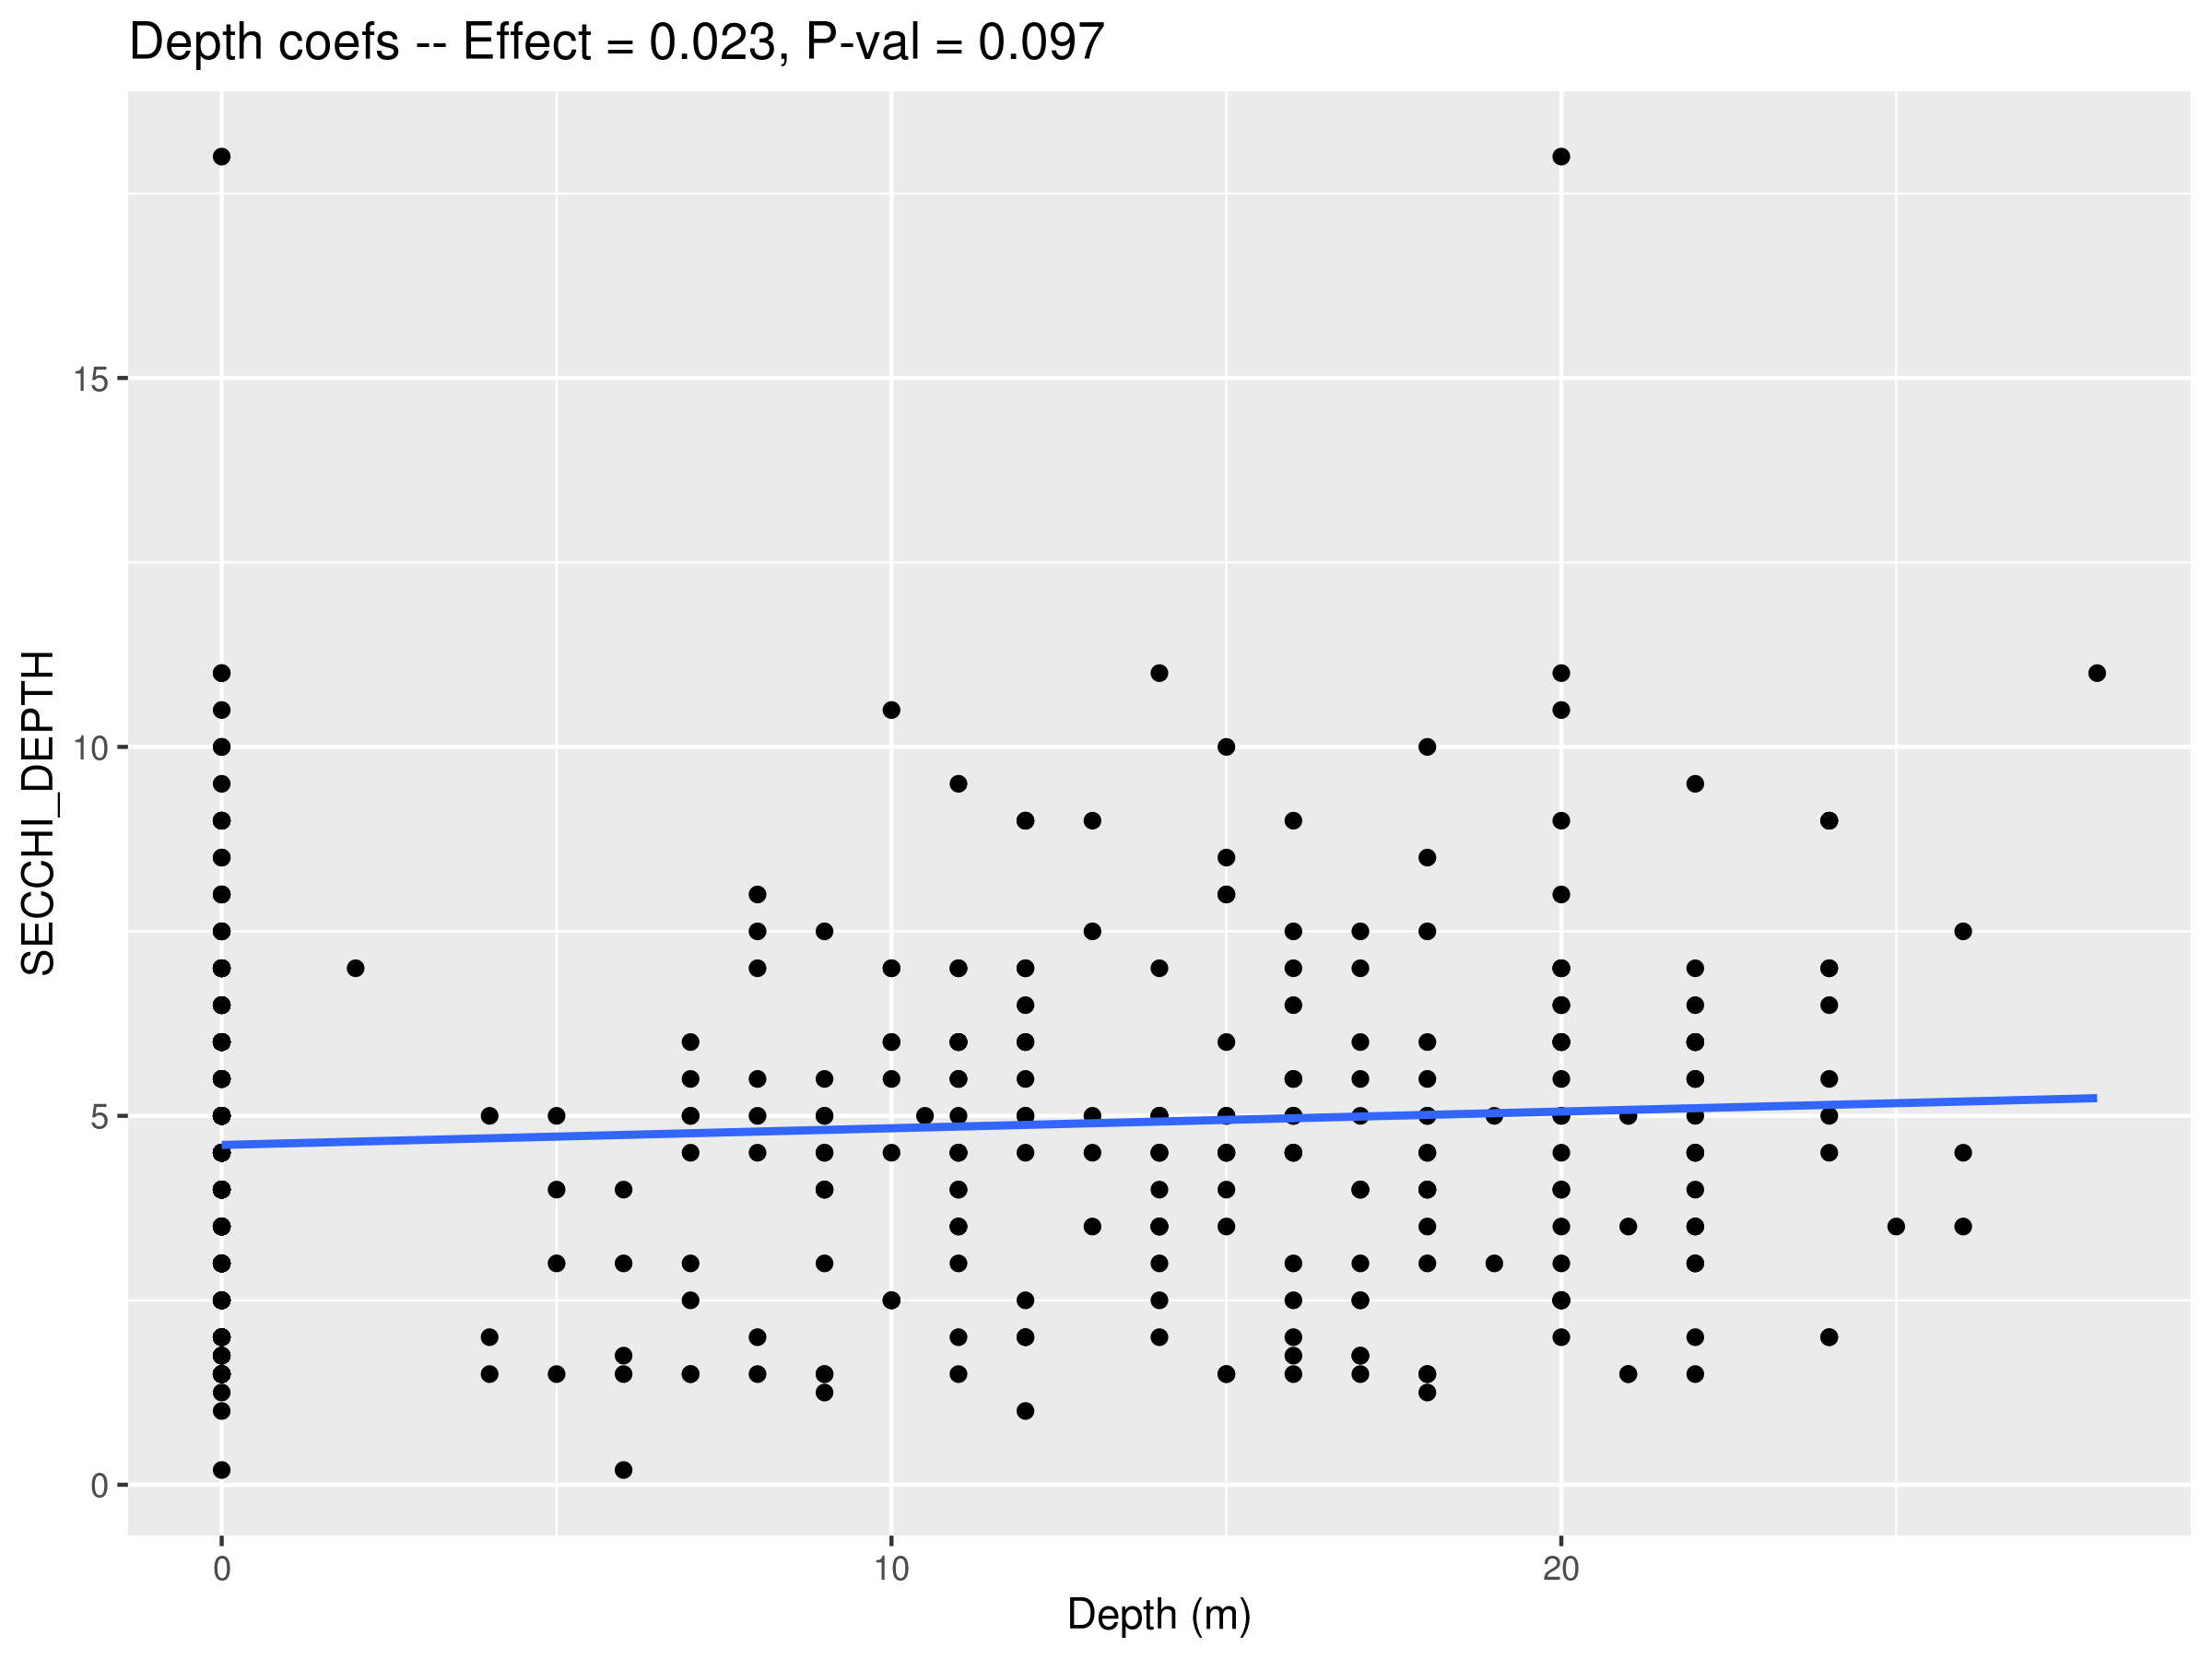 Depth coefs -- Effect = 0.023, P-val = 0.097
SECCHI_DEPTH
15
10
5
0
0
10
20
Depth (m)